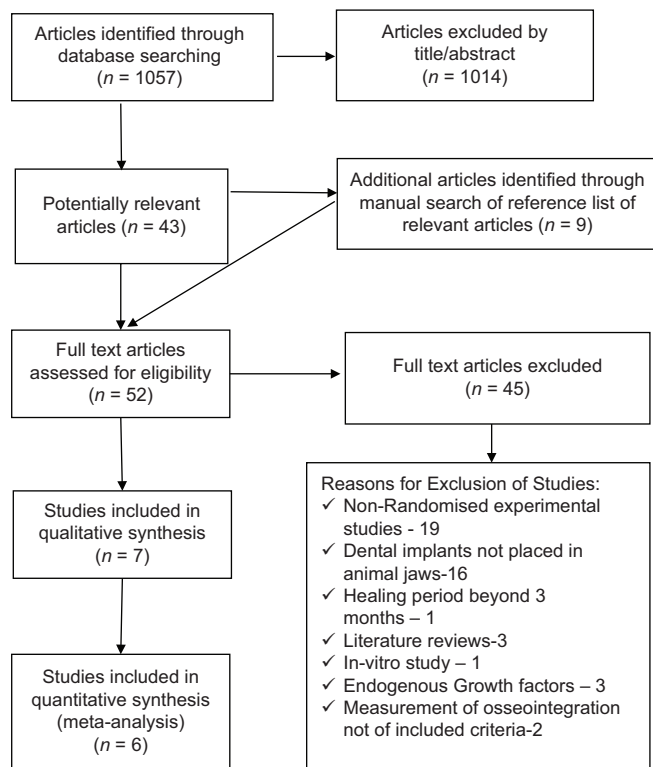 Articles identified through
database searching
(n = 1057)
Articles excluded by
title/abstract
(n = 1014)
Potentially relevant
articles (n = 43)
Additional articles identified through
manual search of reference list of
relevant articles (n = 9)
Full text articles
assessed for eligibility
(n = 52)
Full text articles excluded
(n = 45)
Studies included in
qualitative synthesis
(n = 7)
Reasons for Exclusion of Studies:
✓ Non-Randomised experimental
studies - 19
✓ Dental implants not placed in
animal jaws-16
✓ Healing period beyond 3
months – 1
✓ Literature reviews-3
✓ In-vitro study – 1
✓ Endogenous Growth factors – 3
✓ Measurement of osseointegration
not of included criteria-2
Studies included in
quantitative synthesis
(meta-analysis)
(n = 6)